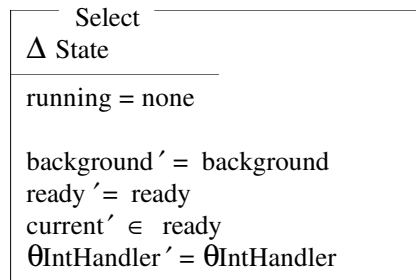 Select
Δ State
running = none
background′ = background
ready′ = ready
current′ ∈ ready
θIntHandler′ = θIntHandler